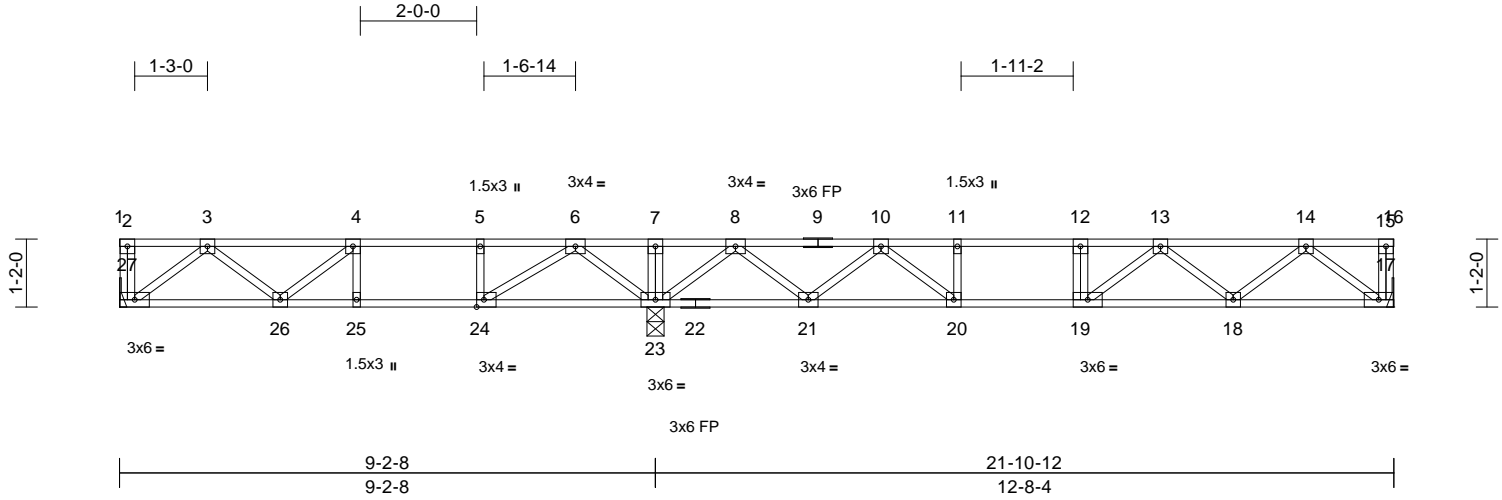 2-0-0
1-3-0 1-6-14 1-11-2
1.5x3 II 3x4 = 3x4 = 3x6 FP 1.5x3 II
1 2 3 4 5 6 7 8 9 10 11 12 13 14 15 16
1-2-0 27 17 1-2-0
26 25 24 23 22 21 20 19 18
3x6 = 1.5x3 II 3x4 = 3x6 = 3x4 = 3x6 = 3x6 =
3x6 FP
9-2-8 21-10-12
9-2-8 12-8-4